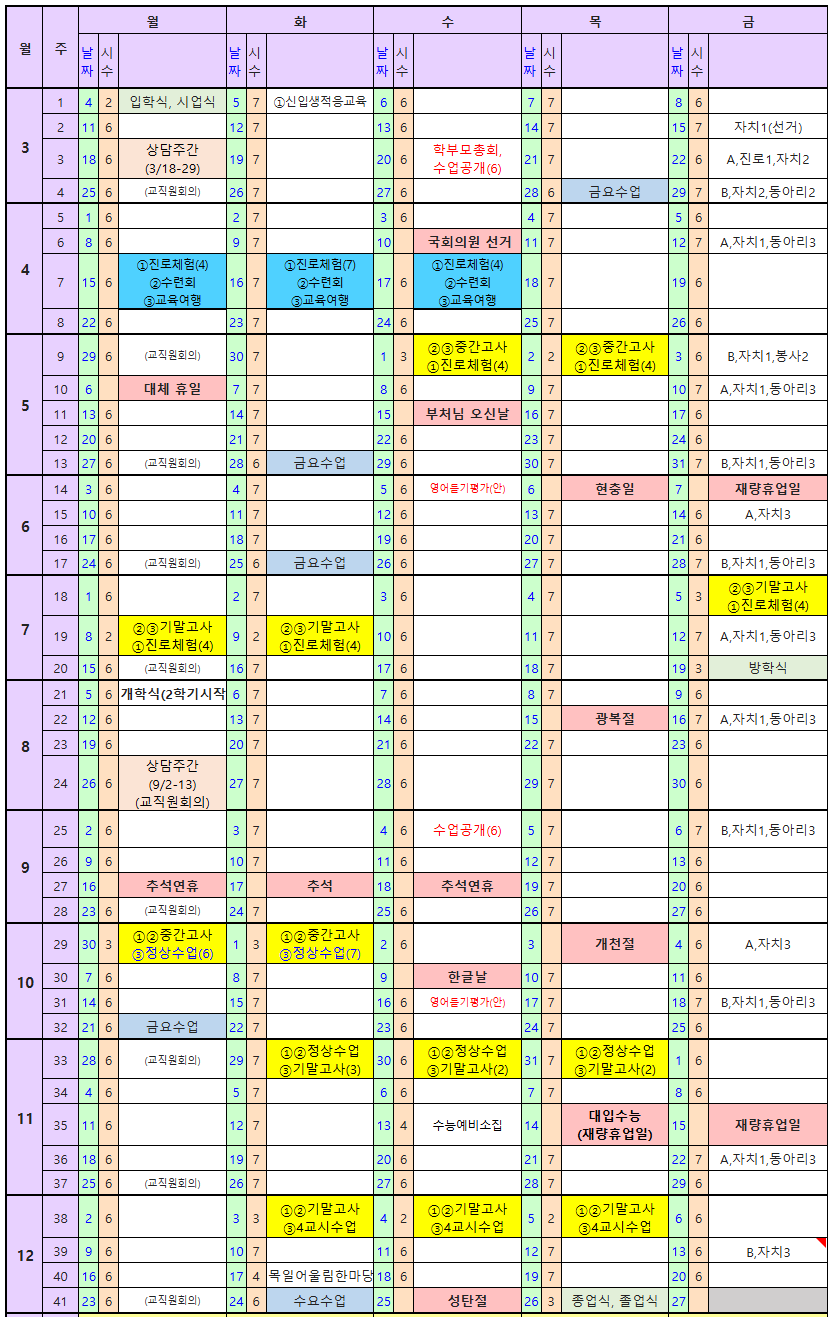 월 주 월 화 수 목 금
날짜 시수 날짜 시수 날짜 시수 날짜 시수 날짜 시수
3
1 4 2 입학식, 시업식 5 7 ①신입생적응교육 6 6 7 7 8 6
2 11 6 12 7 13 6 14 7 15 7 자치1(선거)
3 18 6 상담주간 19 7 20 6 학부모총회, 21 7 22 6 A,진로1,자치2
(3/18-29) 수업공개(6)
4 25 6 (교직원회의) 26 7 27 6 28 6 금요수업 29 7 B,자치2,동아리2
4
5 1 6 2 7 3 6 4 7 5 6
6 8 6 9 7 10 국회의원 선거 11 7 12 7 A,자치1,동아리3
①진로체험(4) ①진로체험(7) ①진로체험(4)
7 15 6 ②수련회 16 7 ②수련회 17 6 ②수련회 18 7 19 6
③교육여행 ③교육여행 ③교육여행
8 22 6 23 7 24 6 25 7 26 6
5
9 29 6 (교직원회의) 30 7 1 3 ②③중간고사 2 2 ②③중간고사 3 6 B,자치1,봉사2
①진로체험(4) ①진로체험(4)
10 6 대체 휴일 7 7 8 6 9 7 10 7 A,자치1,동아리3
11 13 6 14 7 15 부처님 오신날 16 7 17 6
12 20 6 21 7 22 6 23 7 24 6
13 27 6 (교직원회의) 28 6 금요수업 29 6 30 7 31 7 B,자치1,동아리3
6
14 3 6 4 7 5 6 영어듣기평가(안) 6 현충일 7 재량휴업일
15 10 6 11 7 12 6 13 7 14 6 A,자치3
16 17 6 18 7 19 6 20 7 21 6
17 24 6 (교직원회의) 25 6 금요수업 26 6 27 7 28 7 B,자치1,동아리3
7
18 1 6 2 7 3 6 4 7 5 3 ②③기말고사
①진로체험(4)
19 8 2 ②③기말고사 9 2 ②③기말고사 10 6 11 7 12 7 A,자치1,동아리3
①진로체험(4) ①진로체험(4)
20 15 6 (교직원회의) 16 7 17 6 18 7 19 3 방학식
8
21 5 6 개학식(2학기시작 6 7 7 6 8 7 9 6
22 12 6 13 7 14 6 15 광복절 16 7 A,자치1,동아리3
23 19 6 20 7 21 6 22 7 23 6
상담주간
24 26 6 (9/2-13) 27 7 28 6 29 7 30 6
(교직원회의)
9
25 2 6 3 7 4 6 수업공개(6) 5 7 6 7 B,자치1,동아리3
26 9 6 10 7 11 6 12 7 13 6
27 16 추석연휴 17 추석 18 추석연휴 19 7 20 6
28 23 6 (교직원회의) 24 7 25 6 26 7 27 6
10
29 30 3 ①②중간고사 1 3 ①②중간고사 2 6 3 개천절 4 6 A,자치3
③정상수업(6) ③정상수업(7)
30 7 6 8 7 9 한글날 10 7 11 6
31 14 6 15 7 16 6 영어듣기평가(안) 17 7 18 7 B,자치1,동아리3
32 21 6 금요수업 22 7 23 6 24 7 25 6
11
33 28 6 (교직원회의) 29 7 ①②정상수업 30 6 ①②정상수업 31 7 ①②정상수업 1 6
③기말고사(3) ③기말고사(2) ③기말고사(2)
34 4 6 5 7 6 6 7 7 8 6
35 11 6 12 7 13 4 수능예비소집 14 대입수능 15 재량휴업일
(재량휴업일)
36 18 6 19 7 20 6 21 7 22 7 A,자치1,동아리3
37 25 6 (교직원회의) 26 7 27 6 28 7 29 6
12
38 2 6 3 3 ①②기말고사 4 2 ①②기말고사 5 2 ①②기말고사 6 6
③4교시수업 ③4교시수업 ③4교시수업
39 9 6 10 7 11 6 12 7 13 6 B,자치3
40 16 6 17 4 목일어울림한마당 18 6 19 7 20 6
41 23 6 (교직원회의) 24 6 수요수업 25 성탄절 26 3 종업식, 졸업식 27